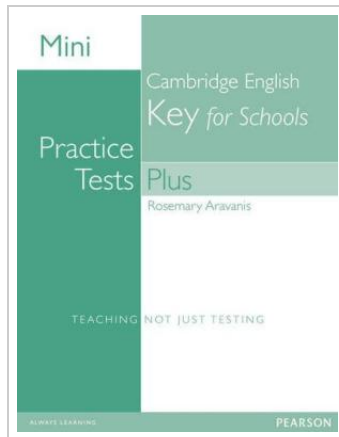 Mini
Cambridge English
Key for Schools
Practice
Tests Plus
Rosemary Aravanis
TEACHING NOT JUST TESTING
ALWAYS LEARNING
PEARSON